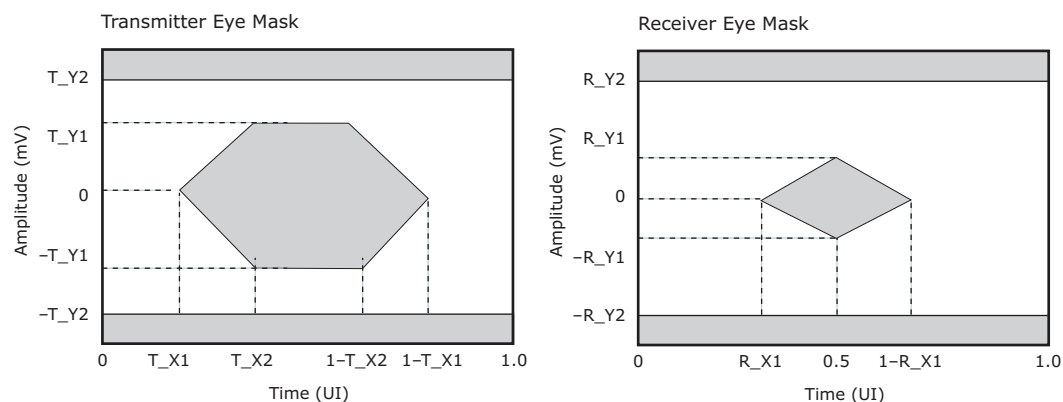 Transmitter Eye Mask
T_Y2
T_Y1
0
–T_Y1
–T_Y2
Amplitude (mV)
0
T_X1
T_X2
1–T_X2
1–T_X1
1.0
Time (UI)
Receiver Eye Mask
R_Y2
R_Y1
0
–R_Y1
–R_Y2
Amplitude (mV)
0
R_X1
0.5
1–R_X1
1.0
Time (UI)